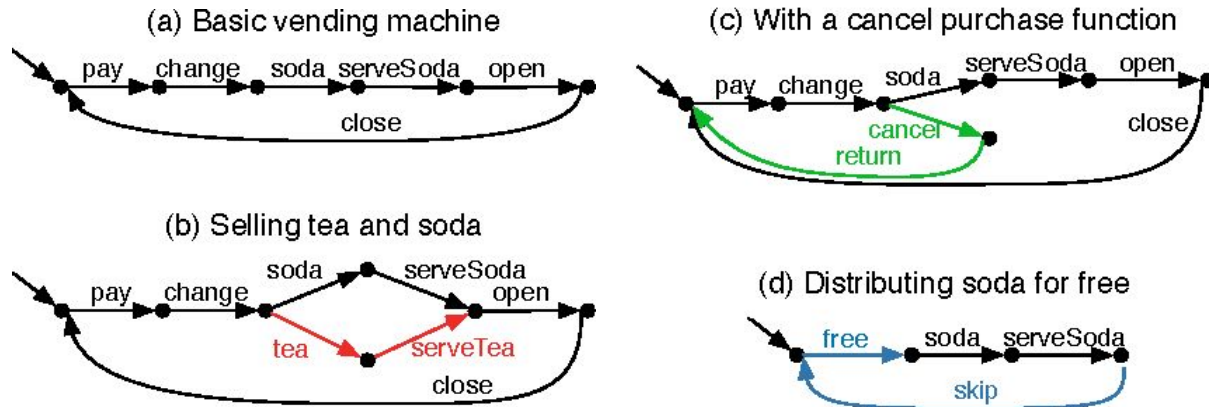 (a) Basic vending machine
pay change soda serveSoda open
close
(b) Selling tea and soda
soda serveSoda
pay change open
tea serveTea
close
(c) With a cancel purchase function
serveSoda open
soda
pay change
cancel
close
return
(d) Distributing soda for free
free soda serveSoda
skip